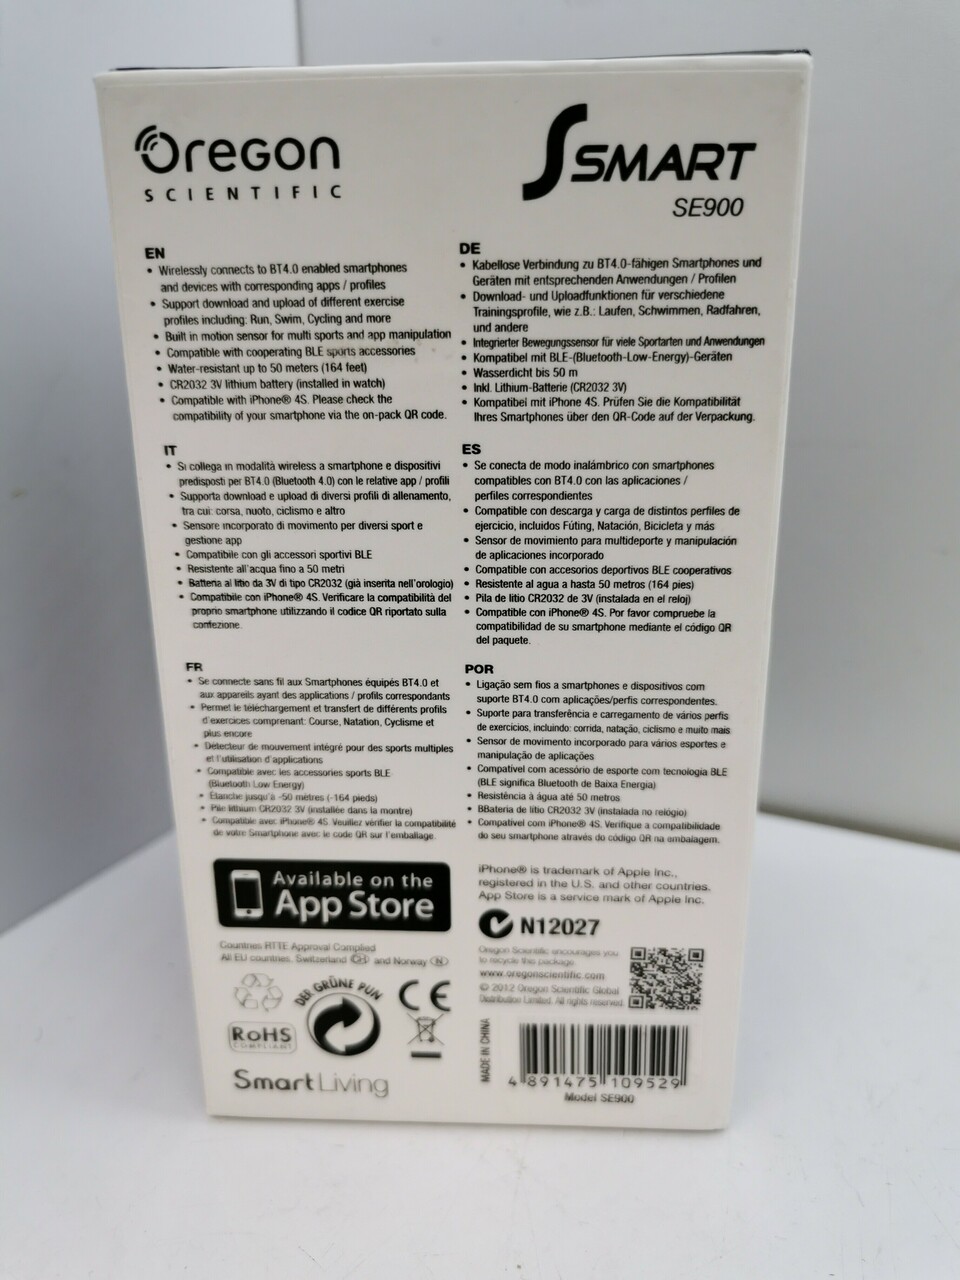 Oregon
SCIENTIFIC
SSMART
SE900
EN
• Wirelessly connects to BT4.0 enabled smartphones
and devices with corresponding apps / profiles
• Support download and upload of different exercise
profiles including: Run, Swim, Cycling and more
• Built in motion sensor for multi sports and app manipulation
• Compatible with cooperating BLE sports accessories
• Water-resistant up to 50 meters (164 feet)
• CR2032 3V lithium battery (installed in watch)
• Compatible with iPhone® 4S. Please check the
compatibility of your smartphone via the on-pack QR code.
DE
• Kabellose Verbindung zu BT4.0-fähigen Smartphones und
Geräten mit entsprechenden Anwendungen / Profilen
• Download- und Uploadfunktionen für verschiedene
Trainingsprofile, wie z.B.: Laufen, Schwimmen, Radfahren,
und andere
• Integrierter Bewegungssensor für viele Sportarten und Anwendungen
• Kompatibel mit BLE-(Bluetooth-Low-Energy)-Geräten
• Wasserdicht bis 50 m
• Inkl. Lithium-Batterie (CR2032 3V)
• Kompatibel mit iPhone 4S. Prüfen Sie die Kompatibilität
Ihres Smartphones über den QR-Code auf der Verpackung.
IT
• Si collega in modalità wireless a smartphone e dispositivi
predisposti per BT4.0 (Bluetooth 4.0) con le relative app / profili
• Supporta download e upload di diversi profili di allenamento,
tra cui: corsa, nuoto, ciclismo e altro
• Sensore incorporato di movimento per diversi sport e
gestione app
• Compatibile con gli accessori sportivi BLE
• Resistente all'acqua fino a 50 metri
• Batteria al litio da 3V di tipo CR2032 (già inserita nell'orologio)
• Compatibile con iPhone® 4S. Verificare la compatibilità del
proprio smartphone utilizzando il codice QR riportato sulla
confezione.
ES
• Se conecta de modo inalámbrico con smartphones
compatibles con BT4.0 con las aplicaciones /
perfiles correspondientes
• Compatible con descarga y carga de distintos perfiles de
ejercicio, incluidos Fúting, Natación, Bicicleta y más
• Sensor de movimiento para multideporte y manipulación
de aplicaciones incorporado
• Compatible con accesorios deportivos BLE cooperativos
• Resistente al agua a hasta 50 metros (164 pies)
• Pila de litio CR2032 de 3V (instalada en el reloj)
• Compatible con iPhone® 4S. Por favor compruebe la
compatibilidad de su smartphone mediante el código QR
del paquete.
FR
• Se connecte sans fil aux Smartphones équipés BT4.0 et
aux appareils ayant des applications / profils correspondants
• Permet le téléchargement et transfert de différents profils
d'exercices comprenant: Course, Natation, Cyclisme et
plus encore
• Détecteur de mouvement intégré pour des sports multiples
et l'utilisation d'applications
• Compatible avec les accessoires sports BLE
(Bluetooth Low Energy)
• Étanche jusqu'à -50 mètres (-164 pieds)
• Pile lithium CR2032 3V (installée dans la montre)
• Compatible avec iPhone® 4S. Veuillez vérifier la compatibilité
de votre Smartphone avec le code QR sur l'emballage.
POR
• Ligação sem fios a smartphones e dispositivos com
suporte BT4.0 com aplicações/perfis correspondentes.
• Suporte para transferência e carregamento de vários perfis
de exercícios, incluindo: corrida, natação, ciclismo e muito mais
• Sensor de movimento incorporado para vários esportes e
manipulação de aplicações
• Compatível com acessório de esporte com tecnologia BLE
(BLE significa Bluetooth de Baixa Energia)
• Resistência à água até 50 metros
• BBateria de lítio CR2032 3V (instalada no relógio)
• Compatível com iPhone® 4S. Verifique a compatibilidade
do seu smartphone através do código QR na embalagem.
Available on the
App Store
iPhone® is trademark of Apple Inc.,
registered in the U.S. and other countries.
App Store is a service mark of Apple Inc.
N12027
Countries RTTE Approval Complied
All EU countries, Switzerland CH and Norway N
Oregon Scientific encourages you
to recycle this package.
www.oregonscientific.com
© 2012 Oregon Scientific Global
Distribution Limited. All rights reserved.
DER GRÜNE PUN
CE
RoHS
COMPLIANT
SmartLiving
MADE IN CHINA
4 891475 109529
Model SE900